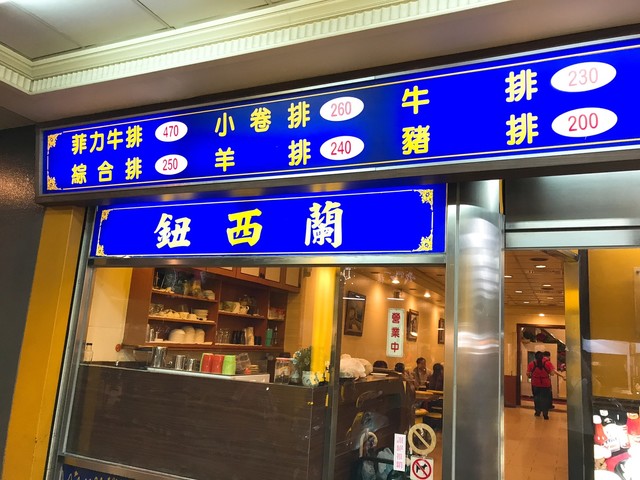 菲力牛排 470 小卷排 260 牛排 230
綜合排 250 羊排 240 豬排 200
鈕西蘭
營業中